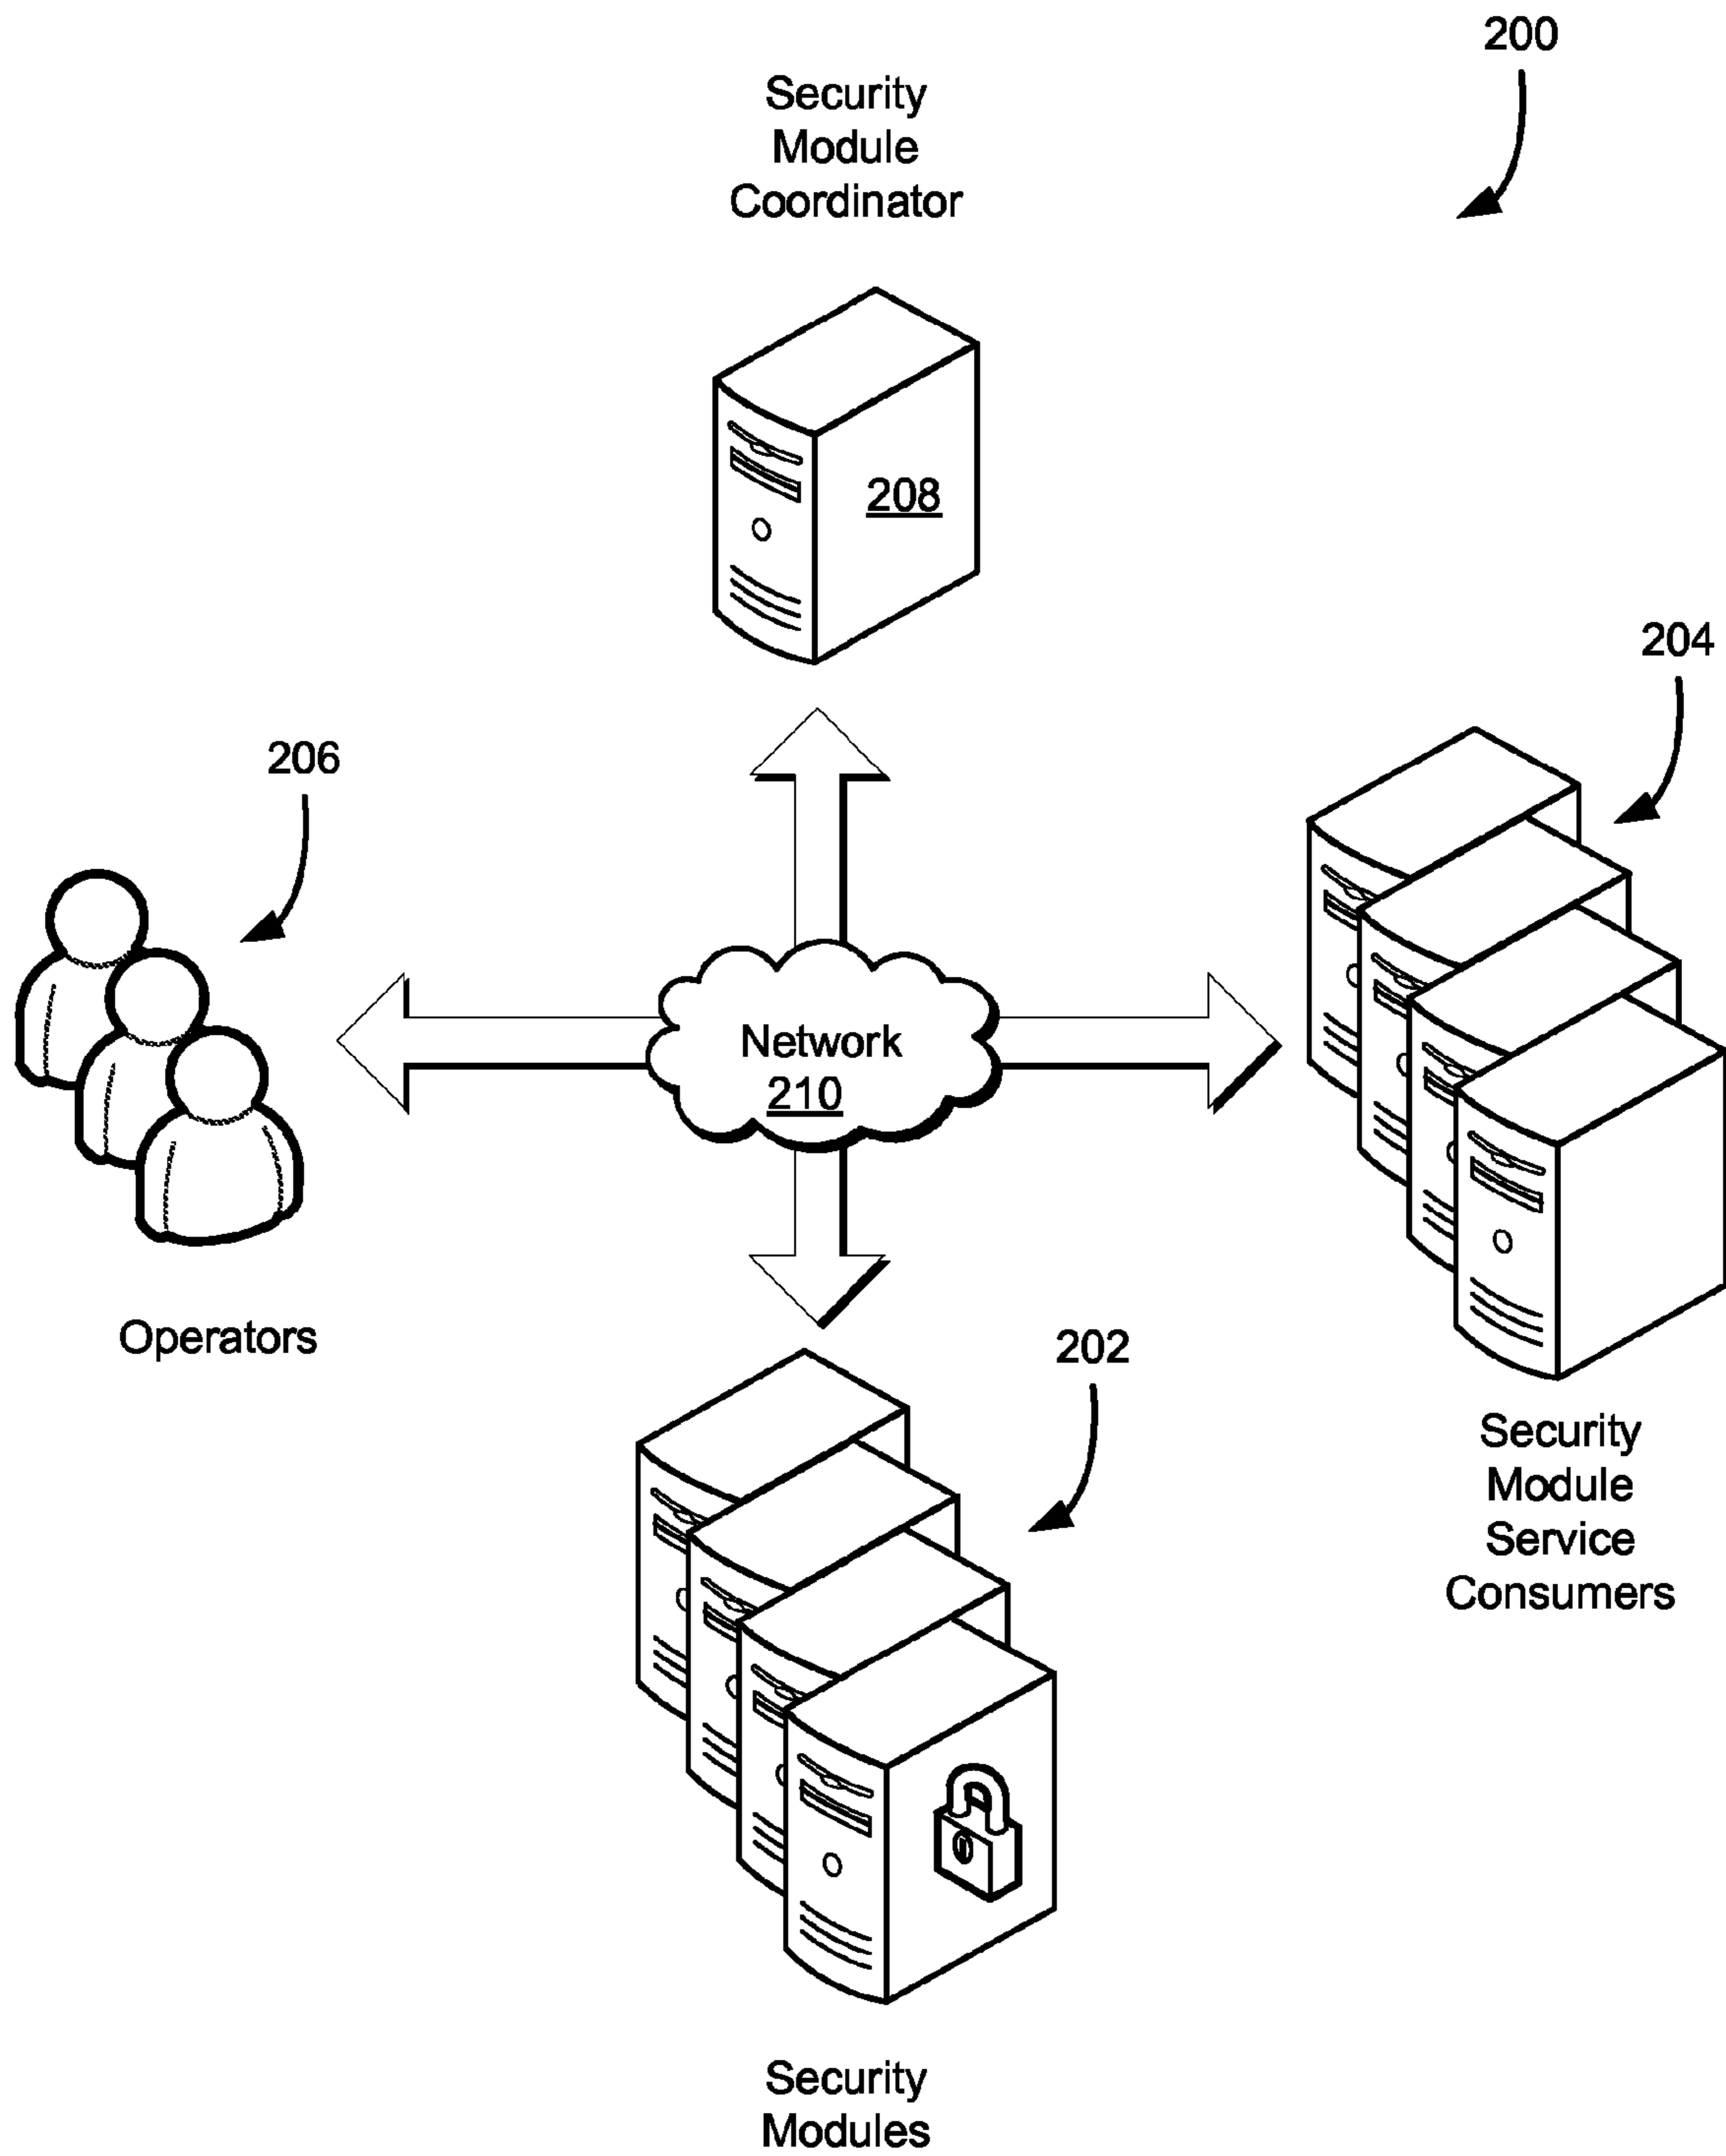 200
Security
Module
Coordinator
208
204
206
Network
210
Operators
202
Security
Module
Service
Consumers
Security
Modules